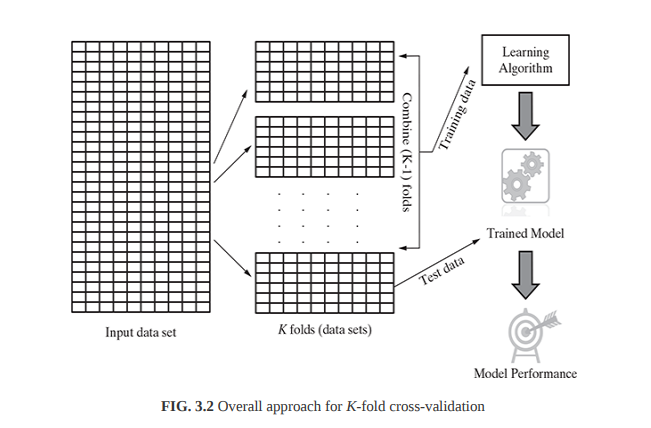 Input data set
K folds (data sets)
Combine (K-1) folds
Training data
Test data
Learning
Algorithm
Trained Model
Model Performance
FIG. 3.2 Overall approach for K-fold cross-validation